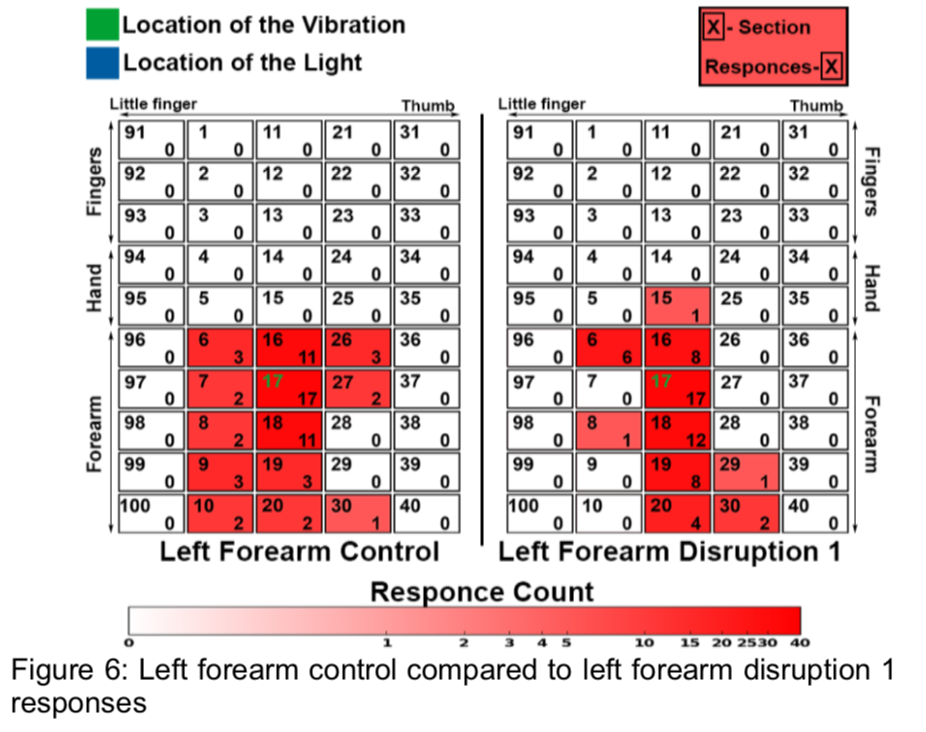 Location of the Vibration
Location of the Light
X - Section
Responces- X
Little finger Thumb Little finger Thumb
Fingers
Hand
Forearm
91 0 1 0 11 0 21 0 31 0
92 0 2 0 12 0 22 0 32 0
93 0 3 0 13 0 23 0 33 0
94 0 4 0 14 0 24 0 34 0
95 0 5 0 15 0 25 0 35 0
96 0 6 3 16 11 26 3 36 0
97 0 7 2 17 17 27 2 37 0
98 0 8 2 18 11 28 0 38 0
99 0 9 3 19 3 29 0 39 0
100 0 10 2 20 2 30 1 40 0
Left Forearm Control
91 0 1 0 11 0 21 0 31 0
92 0 2 0 12 0 22 0 32 0
93 0 3 0 13 0 23 0 33 0
94 0 4 0 14 0 24 0 34 0
95 0 5 0 15 1 25 0 35 0
96 0 6 6 16 8 26 0 36 0
97 0 7 0 17 17 27 0 37 0
98 0 8 1 18 12 28 0 38 0
99 0 9 0 19 8 29 1 39 0
100 0 10 0 20 4 30 2 40 0
Fingers
Hand
Forearm
Left Forearm Disruption 1
Responce Count
0 1 2 3 4 5 10 15 20 25 30 40
Figure 6: Left forearm control compared to left forearm disruption 1
responses